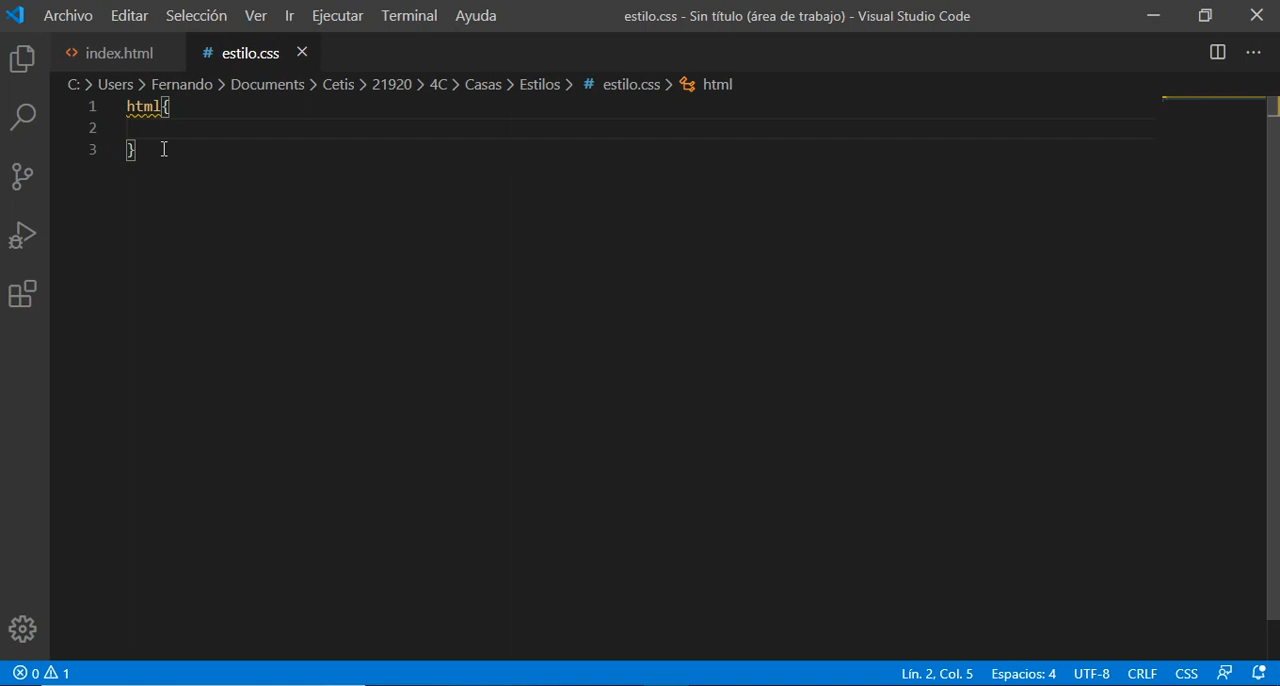 Archivo Editar Selección Ver Ir Ejecutar Terminal Ayuda estilo.css - Sin título (área de trabajo) - Visual Studio Code
index.html # estilo.css
C: > Users > Fernando > Documents > Cetis > 21920 > 4C > Casas > Estilos > # estilo.css > html
1 html{
2
3 }
0 1 Lín. 2, Col. 5 Espacios: 4 UTF-8 CRLF CSS